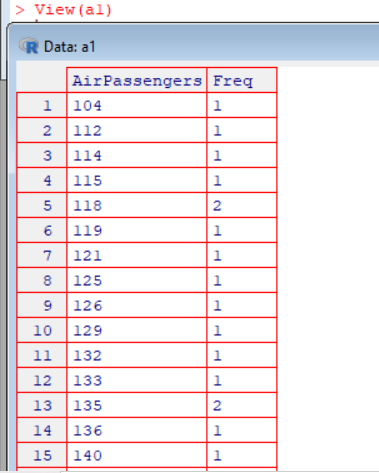 > View(a1)
R Data: a1
AirPassengers Freq
1 104 1
2 112 1
3 114 1
4 115 1
5 118 2
6 119 1
7 121 1
8 125 1
9 126 1
10 129 1
11 132 1
12 133 1
13 135 2
14 136 1
15 140 1